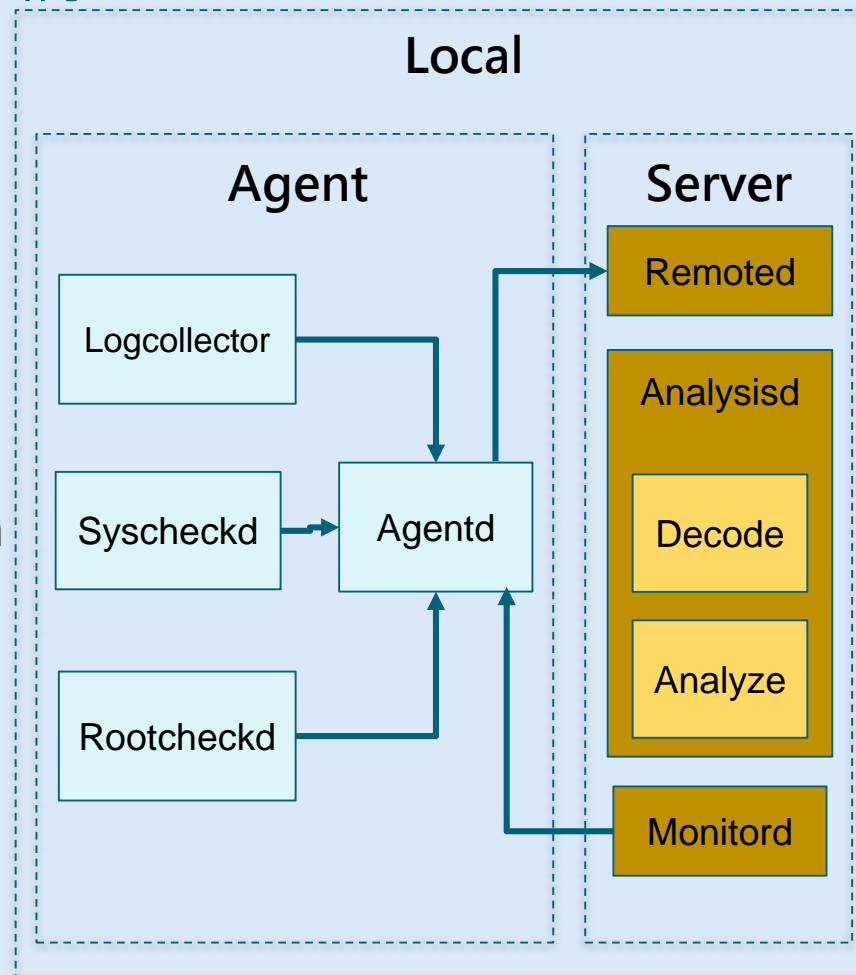 Local
Agent
Server
Logcollector
Syscheckd
Rootcheckd
Agentd
Remoted
Analysisd
Decode
Analyze
Monitord